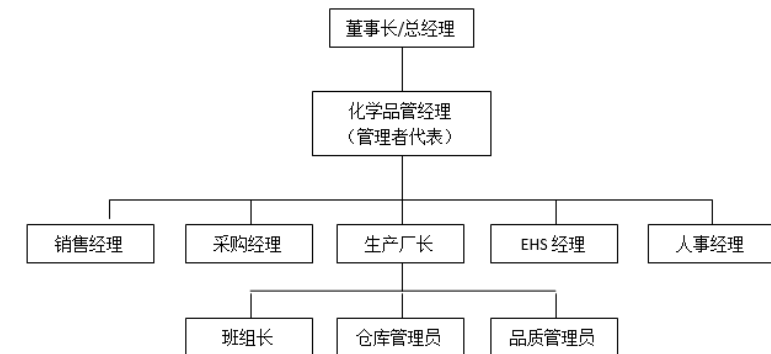 董事长/总经理
化学品管经理
（管理者代表）
销售经理
采购经理
生产厂长
EHS 经理
人事经理
班组长
仓库管理员
品质管理员